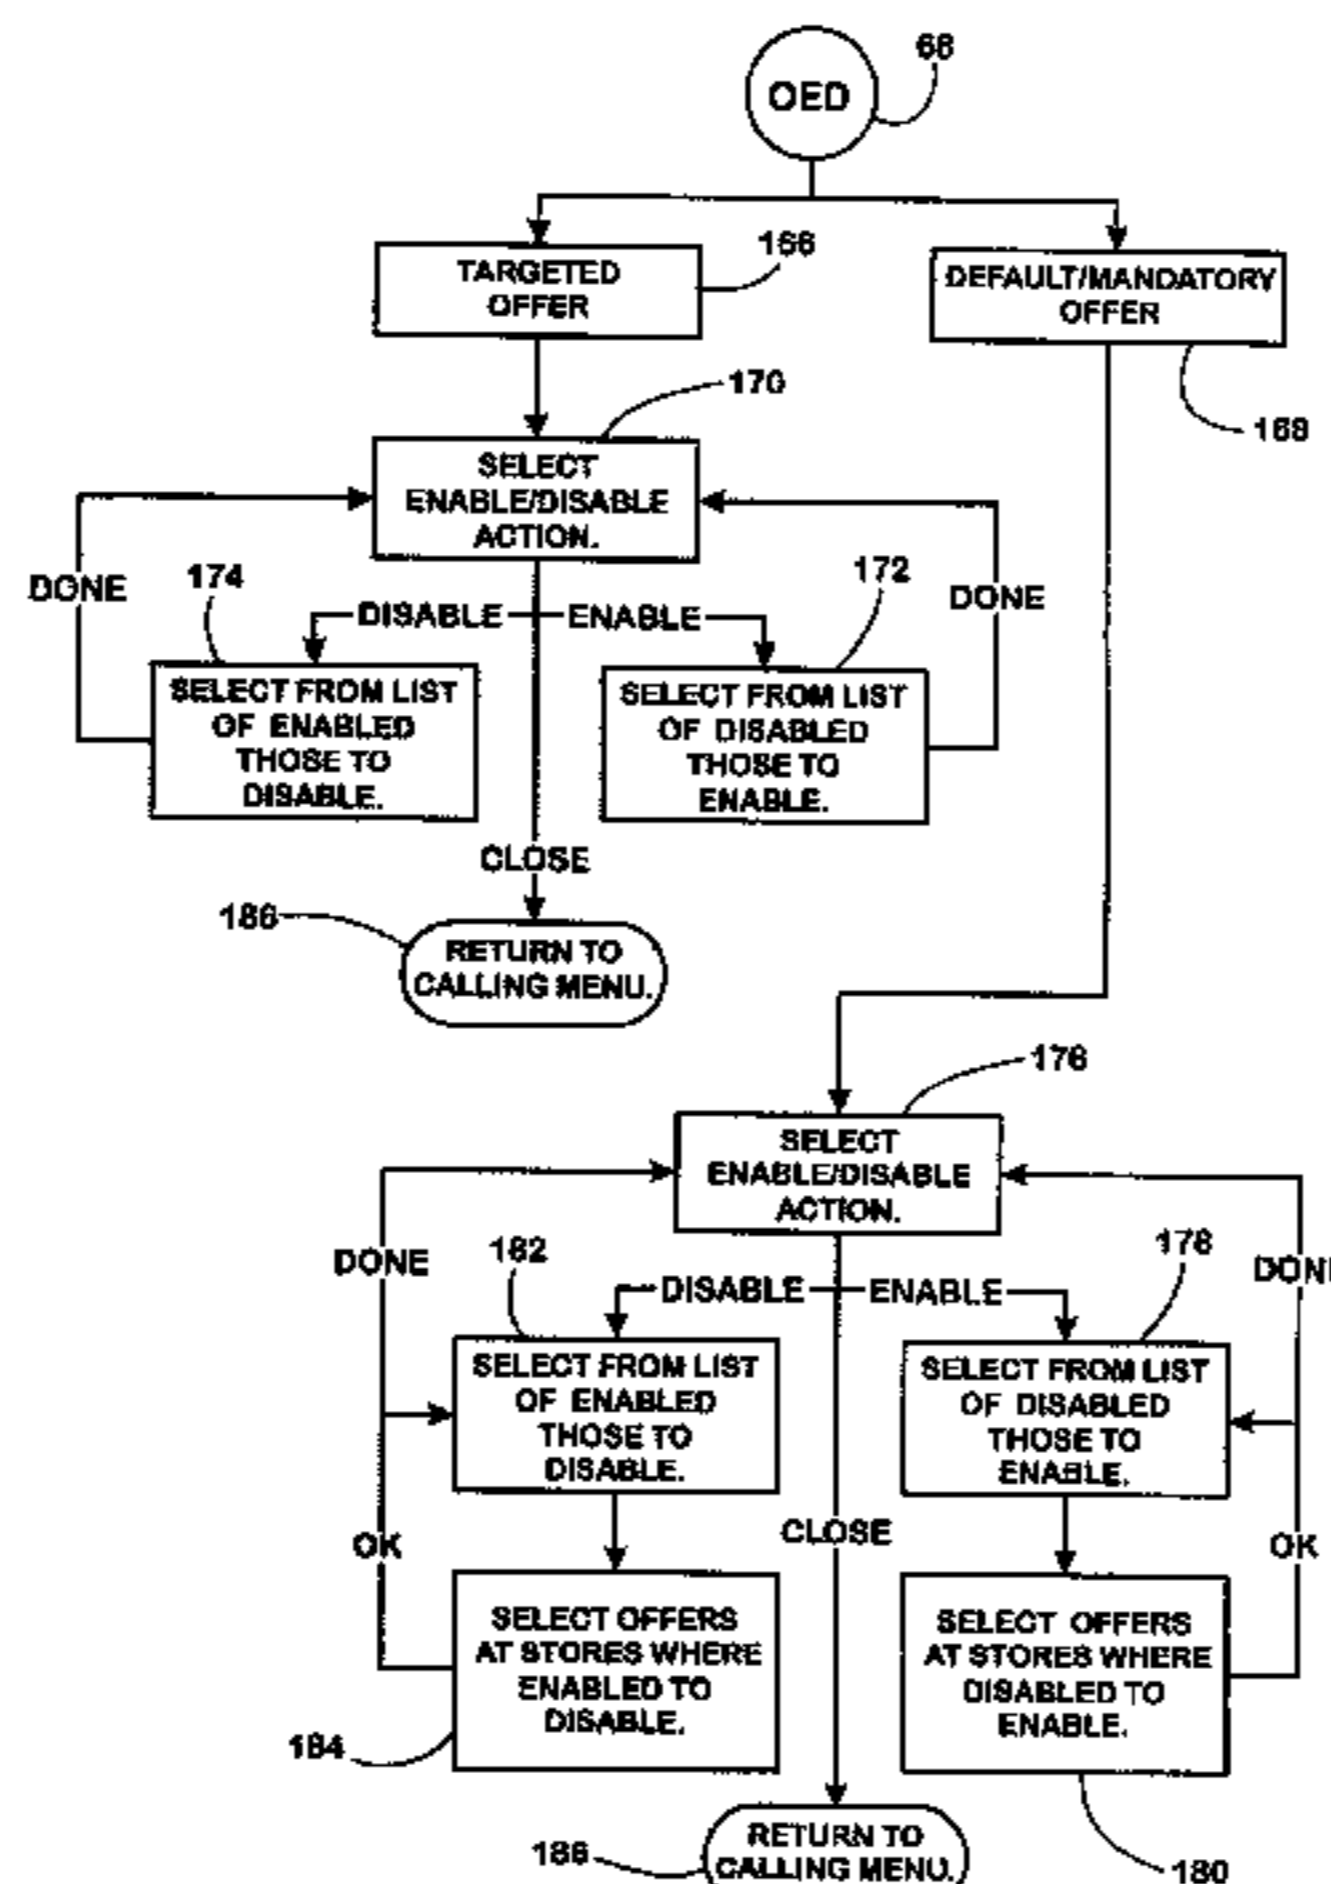 68
OED
166
TARGETED
OFFER
DEFAULT/MANDATORY
OFFER
168
170
SELECT
ENABLE/DISABLE
ACTION.
DONE
174
172
DONE
DISABLE
ENABLE
SELECT FROM LIST
OF ENABLED
THOSE TO
DISABLE.
SELECT FROM LIST
OF DISABLED
THOSE TO
ENABLE.
CLOSE
186
RETURN TO
CALLING MENU.
176
SELECT
ENABLE/DISABLE
ACTION.
DONE
182
178
DONE
DISABLE
ENABLE
SELECT FROM LIST
OF ENABLED
THOSE TO
DISABLE.
SELECT FROM LIST
OF DISABLED
THOSE TO
ENABLE.
OK
CLOSE
OK
SELECT OFFERS
AT STORES WHERE
ENABLED TO
DISABLE.
SELECT OFFERS
AT STORES WHERE
DISABLED TO
ENABLE.
184
186
RETURN TO
CALLING MENU.
180